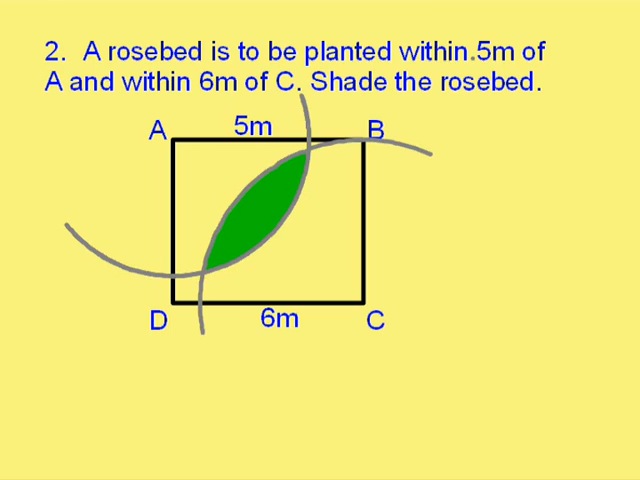 2. A rosebed is to be planted within.5m of
A and within 6m of C. Shade the rosebed.
A 5m B
D 6m C